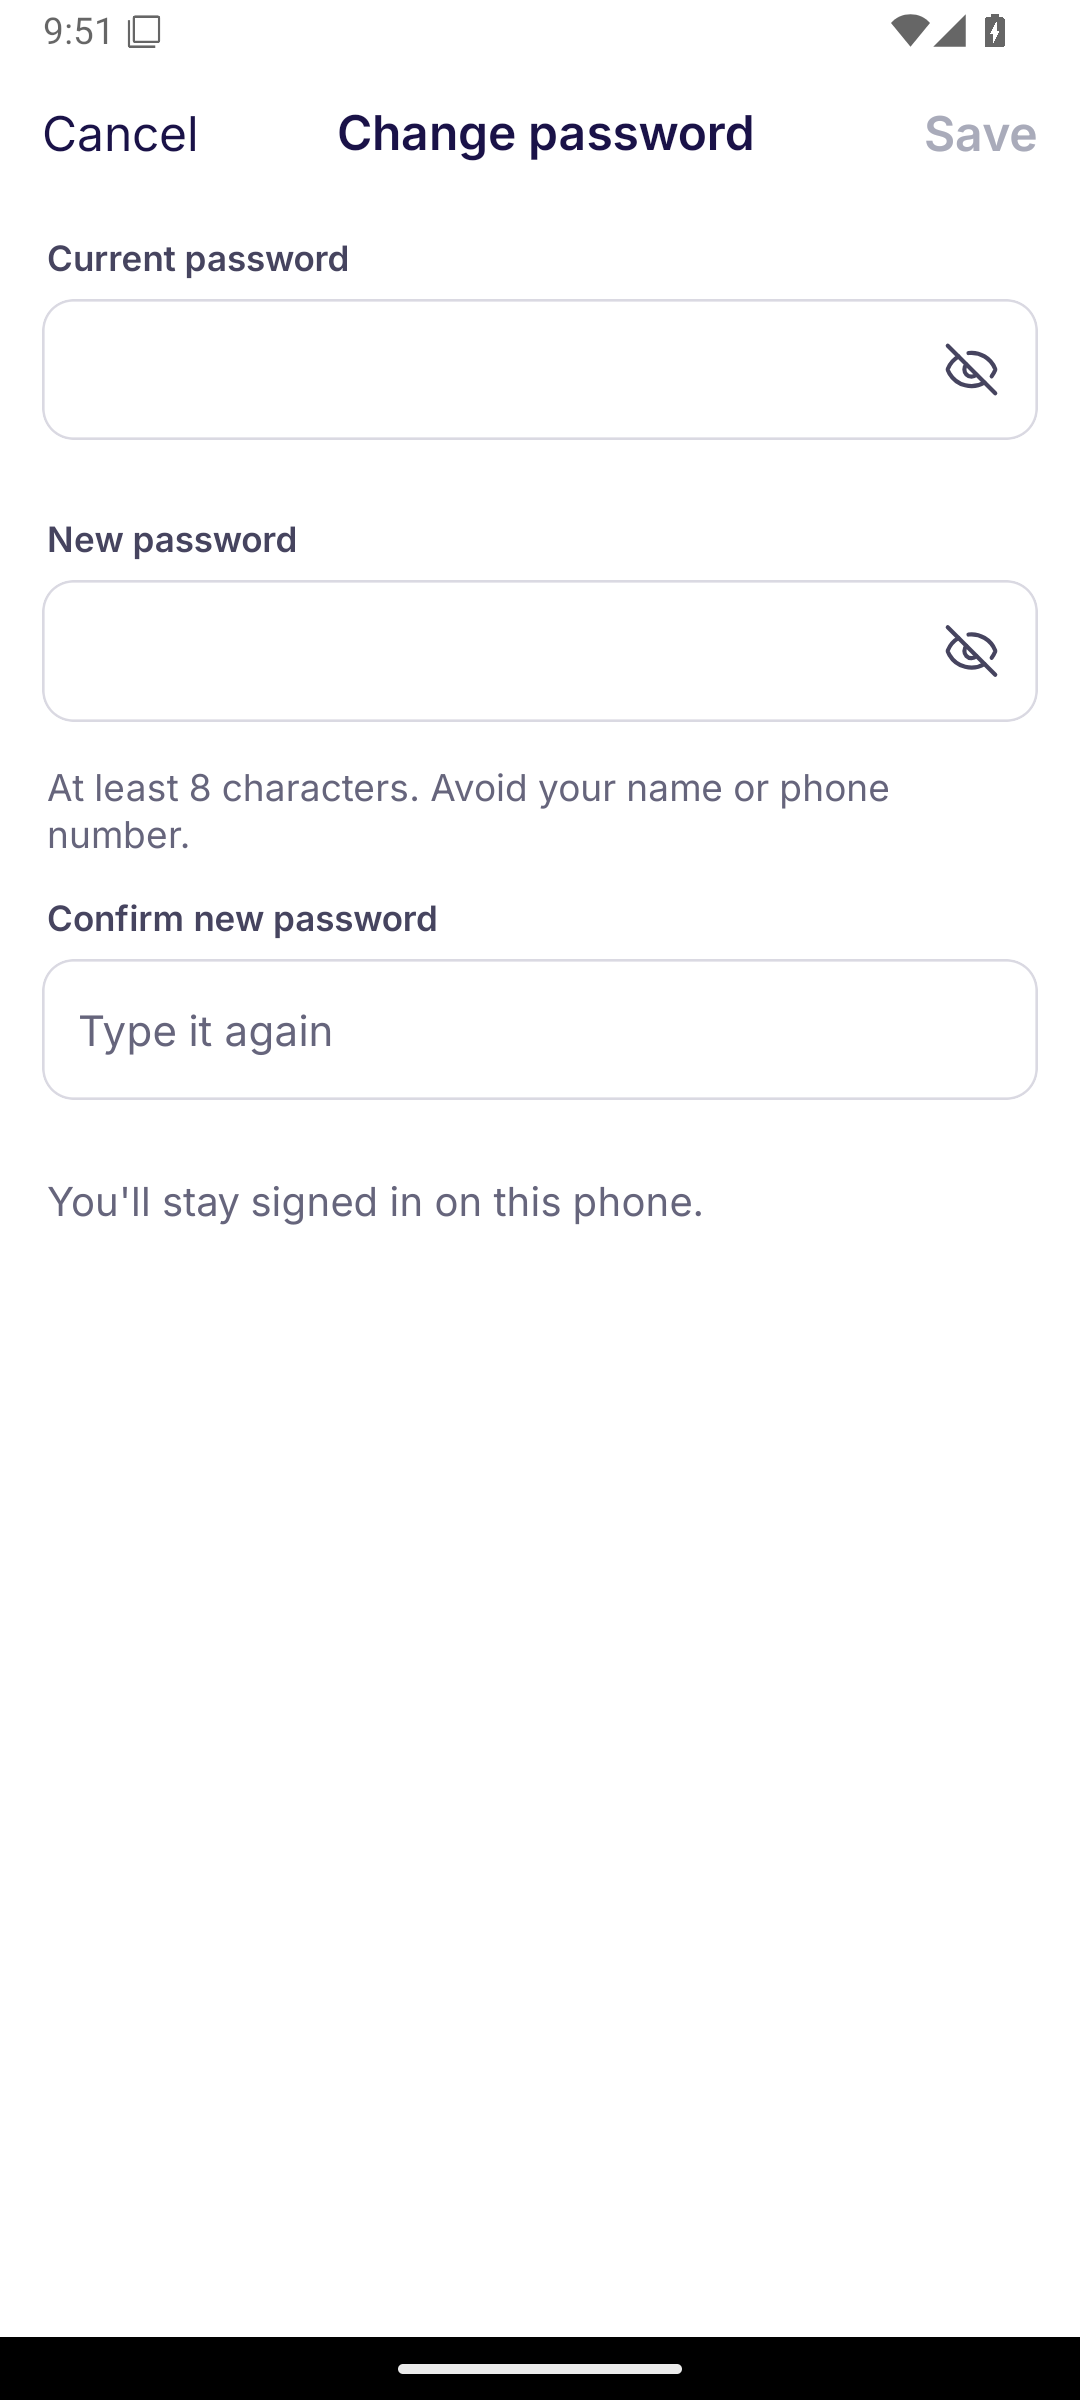 9:51
Cancel Change password Save
Current password
New password
At least 8 characters. Avoid your name or phone
number.
Confirm new password
Type it again
You'll stay signed in on this phone.